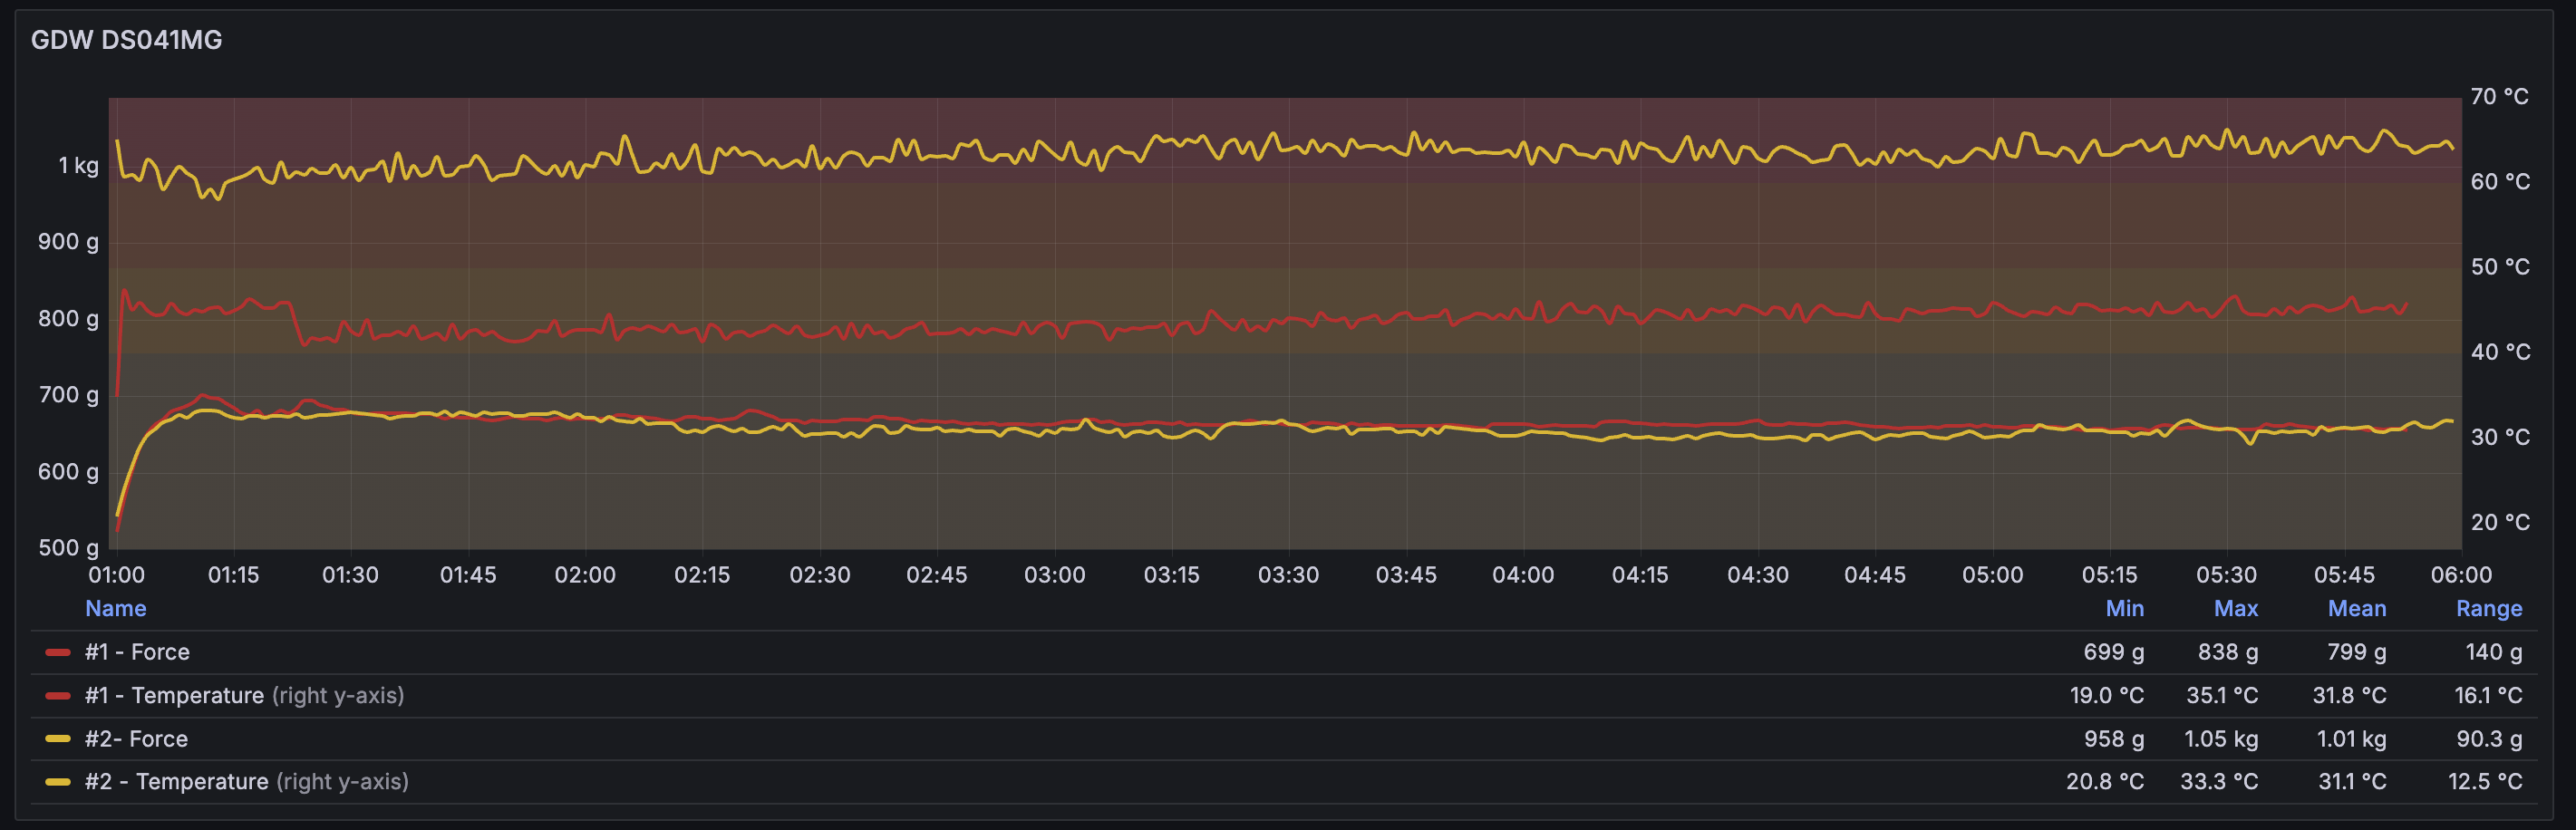 GDW DS041MG
70 °C
1 kg
60 °C
900 g
50 °C
800 g
40 °C
700 g
30 °C
600 g
20 °C
500 g
01:00 01:15 01:30 01:45 02:00 02:15 02:30 02:45 03:00 03:15 03:30 03:45 04:00 04:15 04:30 04:45 05:00 05:15 05:30 05:45 06:00
Name Min Max Mean Range
#1 - Force 699 g 838 g 799 g 140 g
#1 - Temperature (right y-axis) 19.0 °C 35.1 °C 31.8 °C 16.1 °C
#2- Force 958 g 1.05 kg 1.01 kg 90.3 g
#2 - Temperature (right y-axis) 20.8 °C 33.3 °C 31.1 °C 12.5 °C